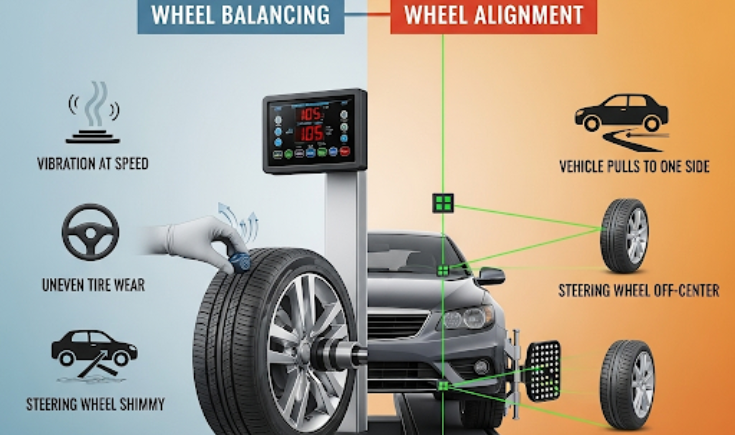 WHEEL BALANCING
WHEEL ALIGNMENT
VIBRATION AT SPEED
UNEVEN TIRE WEAR
STEERING WHEEL SHIMMY
105
105
VEHICLE PULLS TO ONE SIDE
STEERING WHEEL OFF-CENTER